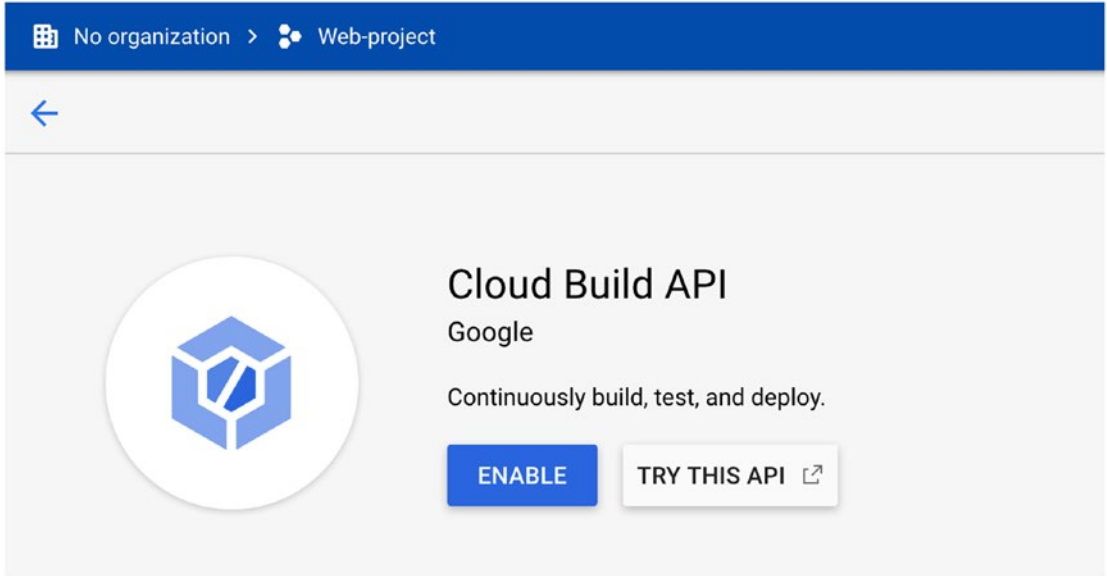 No organization > Web-project
Cloud Build API
Google
Continuously build, test, and deploy.
ENABLE TRY THIS API